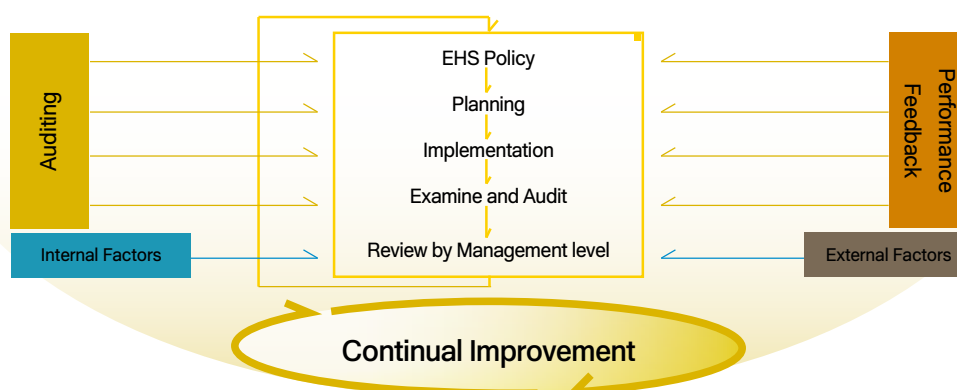 Auditing
EHS Policy
Planning
Implementation
Examine and Audit
Review by Management level
Performance
Feedback
Internal Factors
External Factors
Continual Improvement